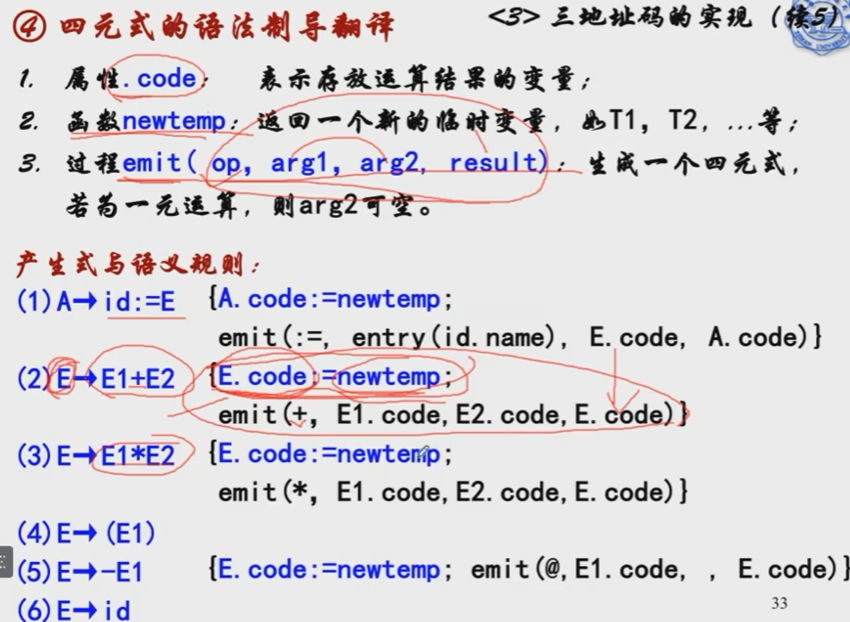 <3> 三地址码的实现 (续5)
④ 四元式的语法制导翻译
1. 属性.code: 表示存放运算结果的变量;
2. 函数newtemp: 返回一个新的临时变量, 如T1, T2, …等;
3. 过程emit( op, arg1, arg2, result): 生成一个四元式,
若为一元运算, 则arg2可空。
产生式与语义规则:
(1)A→id:=E {A.code:=newtemp;
emit(:=, entry(id.name), E.code, A.code)}
(2)E→E1+E2 {E.code:=newtemp;
emit(+, E1.code,E2.code,E.code)}
(3)E→E1*E2 {E.code:=newtemp;
emit(*, E1.code,E2.code,E.code)}
(4)E→(E1)
(5)E→-E1 {E.code:=newtemp; emit(@,E1.code, , E.code)}
(6)E→id
33